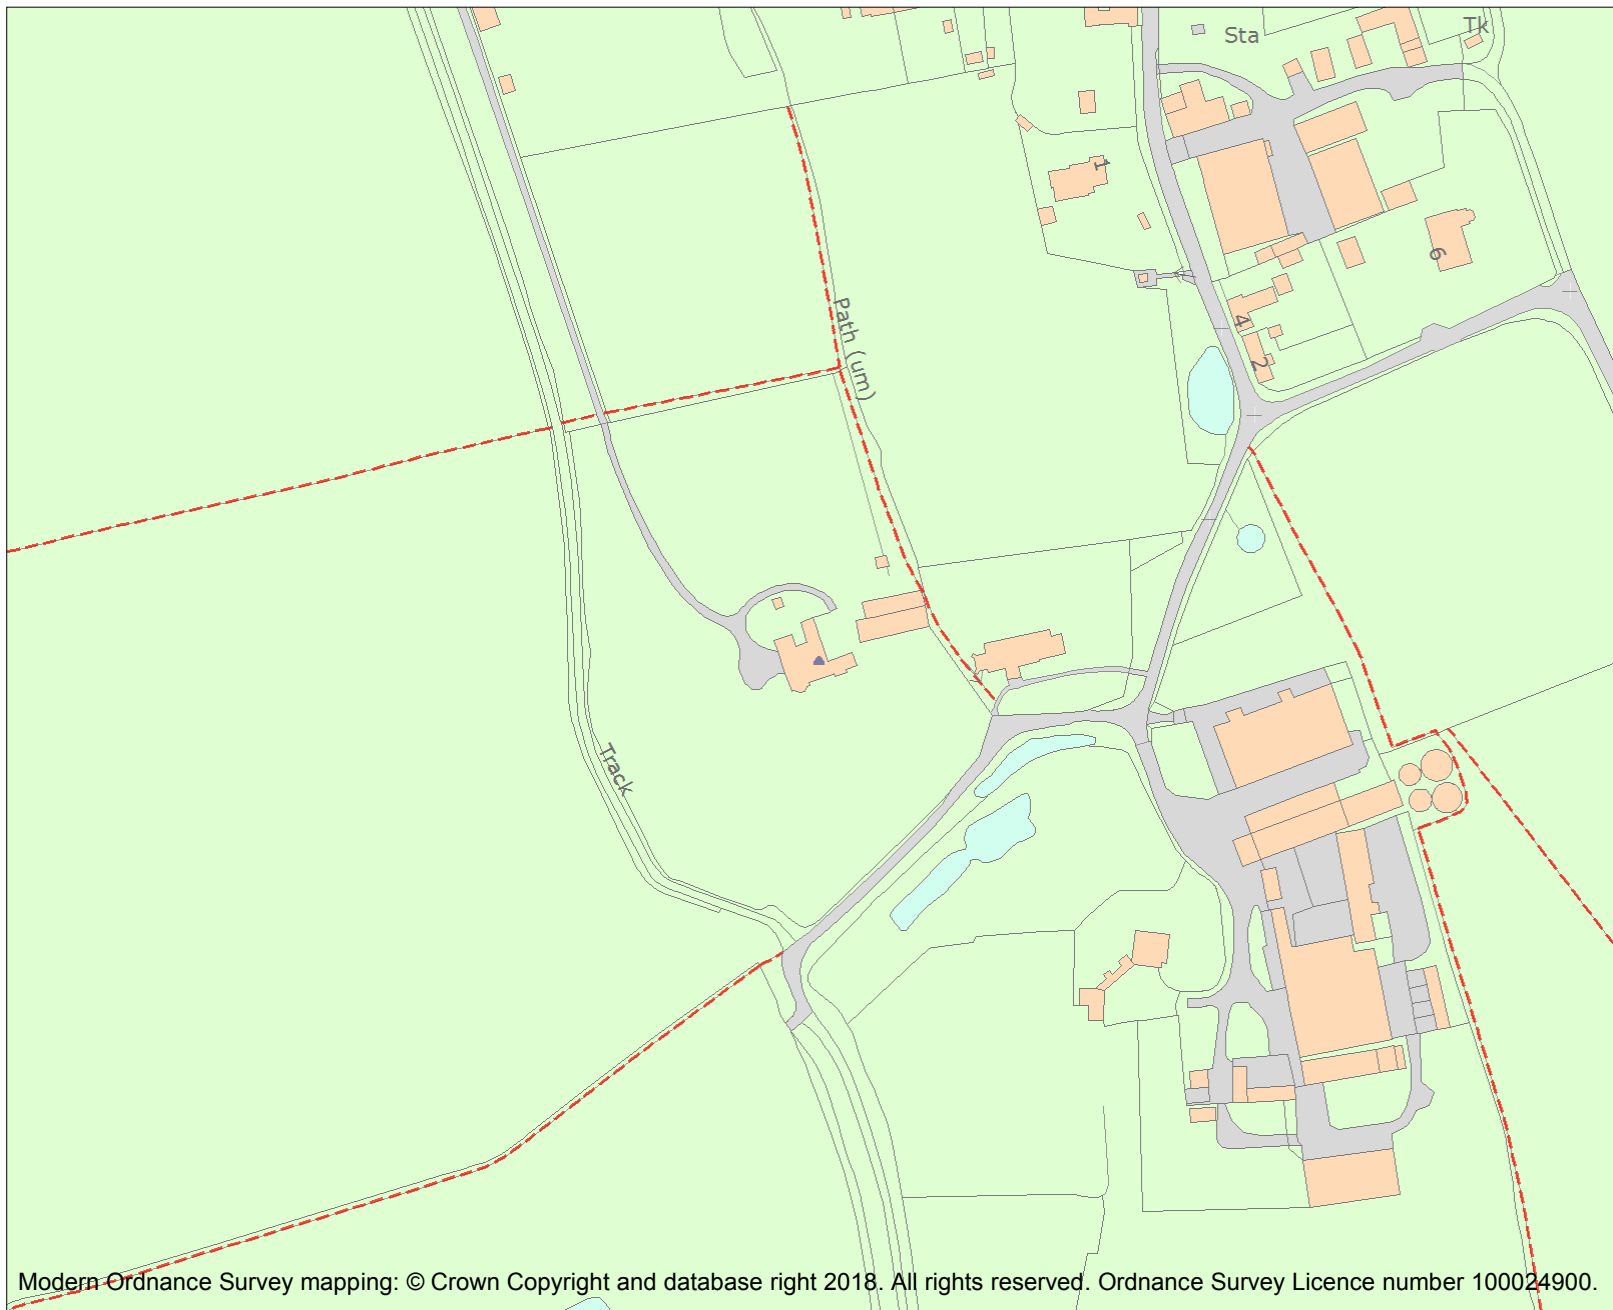 Sta
Tk
1
6
4
2
Path (um)
Track
Modern Ordnance Survey mapping: © Crown Copyright and database right 2018. All rights reserved. Ordnance Survey Licence number 100024900.